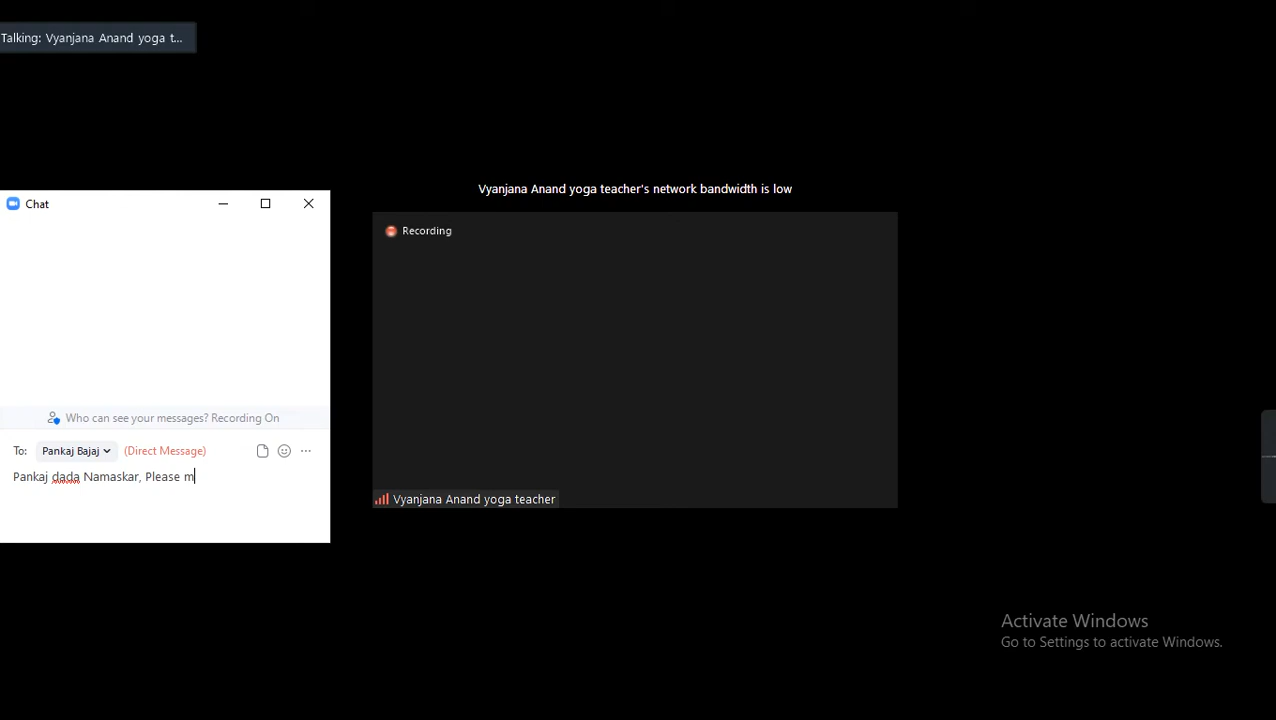 Talking: Vyanjana Anand yoga t...
Vyanjana Anand yoga teacher's network bandwidth is low
Chat
Recording
Who can see your messages? Recording On
To: Pankaj Bajaj (Direct Message)
Pankaj dada Namaskar, Please m
Vyanjana Anand yoga teacher
Activate Windows
Go to Settings to activate Windows.